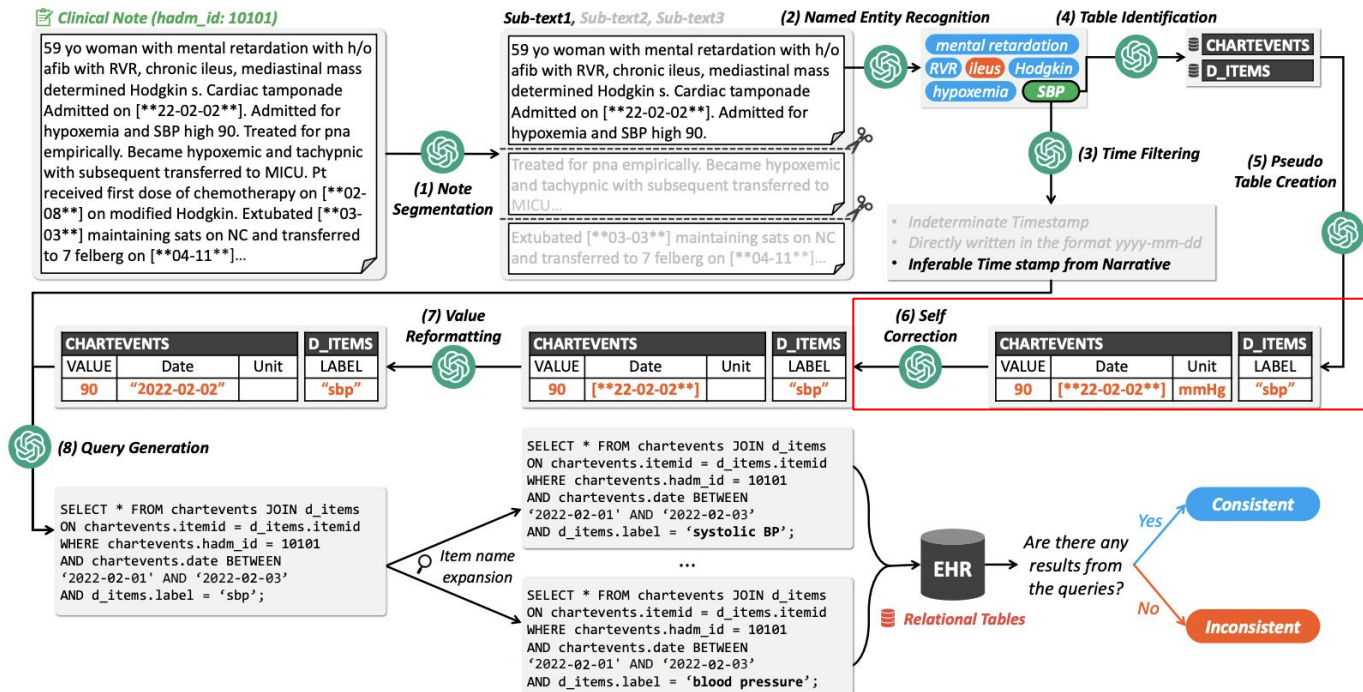 Clinical Note (hadm_id: 10101)
59 yo woman with mental retardation with h/o
afib with RVR, chronic ileus, mediastinal mass
determined Hodgkin s. Cardiac tamponade
Admitted on [**22-02-02**]. Admitted for
hypoxemia and SBP high 90. Treated for pna
empirically. Became hypoxemic and tachypnic
with subsequent transferred to MICU. Pt
received first dose of chemotherapy on [**02-
08**] on modified Hodgkin. Extubated [**03-
03**] maintaining sats on NC and transferred
to 7 felberg on [**04-11**]...
(1) Note
Segmentation
Sub-text1, Sub-text2, Sub-text3
59 yo woman with mental retardation with h/o
afib with RVR, chronic ileus, mediastinal mass
determined Hodgkin s. Cardiac tamponade
Admitted on [**22-02-02**]. Admitted for
hypoxemia and SBP high 90.
Treated for pna empirically. Became hypoxemic
and tachypnic with subsequent transferred to
MICU...
Extubated [**03-03**] maintaining sats on NC
and transferred to 7 felberg on [**04-11**]...
(2) Named Entity Recognition
mental retardation
RVR ileus Hodgkin
hypoxemia SBP
(3) Time Filtering
• Indeterminate Timestamp
• Directly written in the format yyyy-mm-dd
• Inferable Time stamp from Narrative
(4) Table Identification
CHARTEVENTS
D_ITEMS
(5) Pseudo
Table Creation
CHARTEVENTS D_ITEMS
VALUE Date Unit LABEL
90 "2022-02-02" "sbp"
(7) Value
Reformatting
CHARTEVENTS D_ITEMS
VALUE Date Unit LABEL
90 [**22-02-02**] "sbp"
(6) Self
Correction
CHARTEVENTS D_ITEMS
VALUE Date Unit LABEL
90 [**22-02-02**] mmHg "sbp"
(8) Query Generation
SELECT * FROM chartevents JOIN d_items
ON chartevents.itemid = d_items.itemid
WHERE chartevents.hadm_id = 10101
AND chartevents.date BETWEEN
‘2022-02-01' AND ‘2022-02-03’
AND d_items.label = ‘sbp’;
Item name
expansion
SELECT * FROM chartevents JOIN d_items
ON chartevents.itemid = d_items.itemid
WHERE chartevents.hadm_id = 10101
AND chartevents.date BETWEEN
‘2022-02-01' AND ‘2022-02-03’
AND d_items.label = ‘systolic BP’;
...
SELECT * FROM chartevents JOIN d_items
ON chartevents.itemid = d_items.itemid
WHERE chartevents.hadm_id = 10101
AND chartevents.date BETWEEN
‘2022-02-01' AND ‘2022-02-03’
AND d_items.label = ‘blood pressure’;
EHR
Relational Tables
Are there any
results from
the queries?
Yes
Consistent
No
Inconsistent